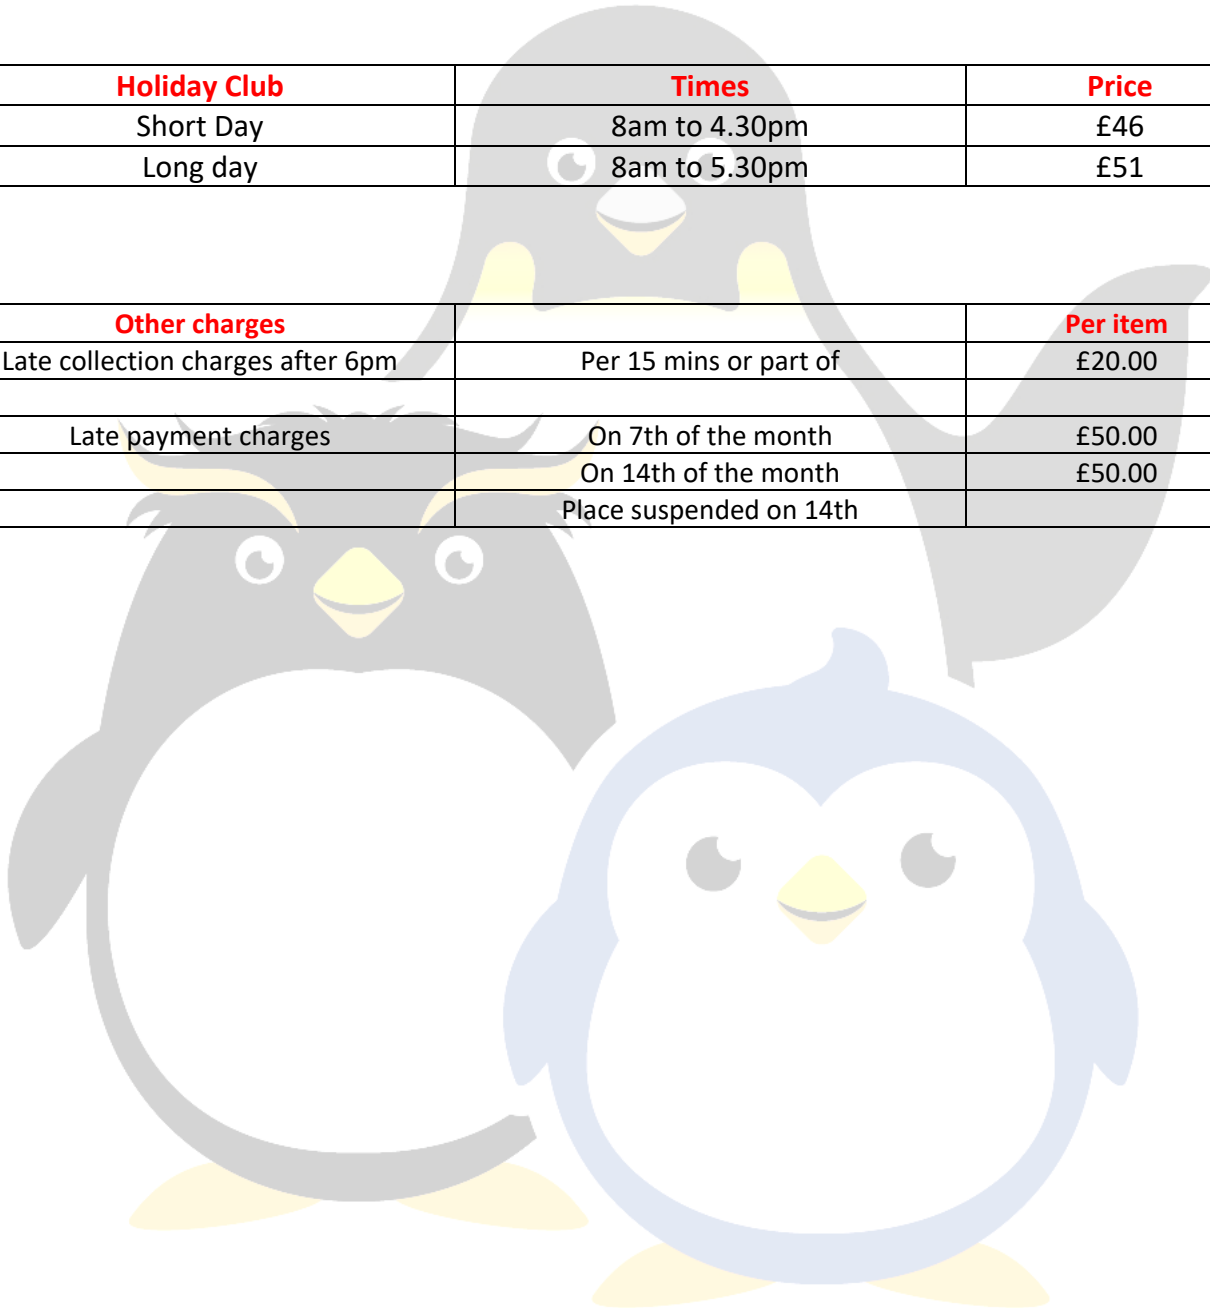 Holiday Club Times Price
Short Day 8am to 4.30pm £46
Long day 8am to 5.30pm £51
Other charges Per item
Late collection charges after 6pm Per 15 mins or part of £20.00
Late payment charges On 7th of the month £50.00
On 14th of the month £50.00
Place suspended on 14th